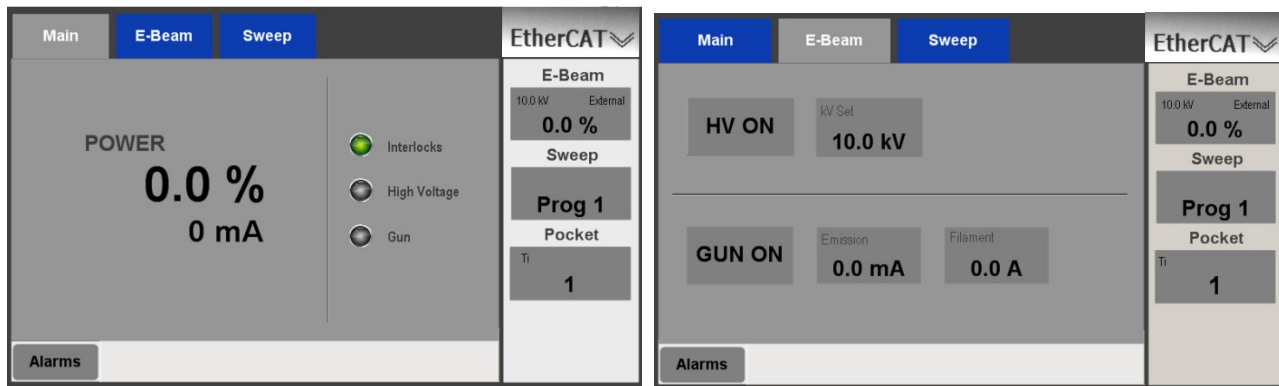 Main E-Beam Sweep
EtherCAT
POWER
0.0 %
0 mA
Interlocks
High Voltage
Gun
E-Beam
10.0 kV External
0.0 %
Sweep
Prog 1
Pocket
Ti
1
Alarms
Main E-Beam Sweep
EtherCAT
HV ON
kV Set
10.0 kV
GUN ON
Emission
0.0 mA
Filament
0.0 A
E-Beam
10.0 kV External
0.0 %
Sweep
Prog 1
Pocket
Ti
1
Alarms